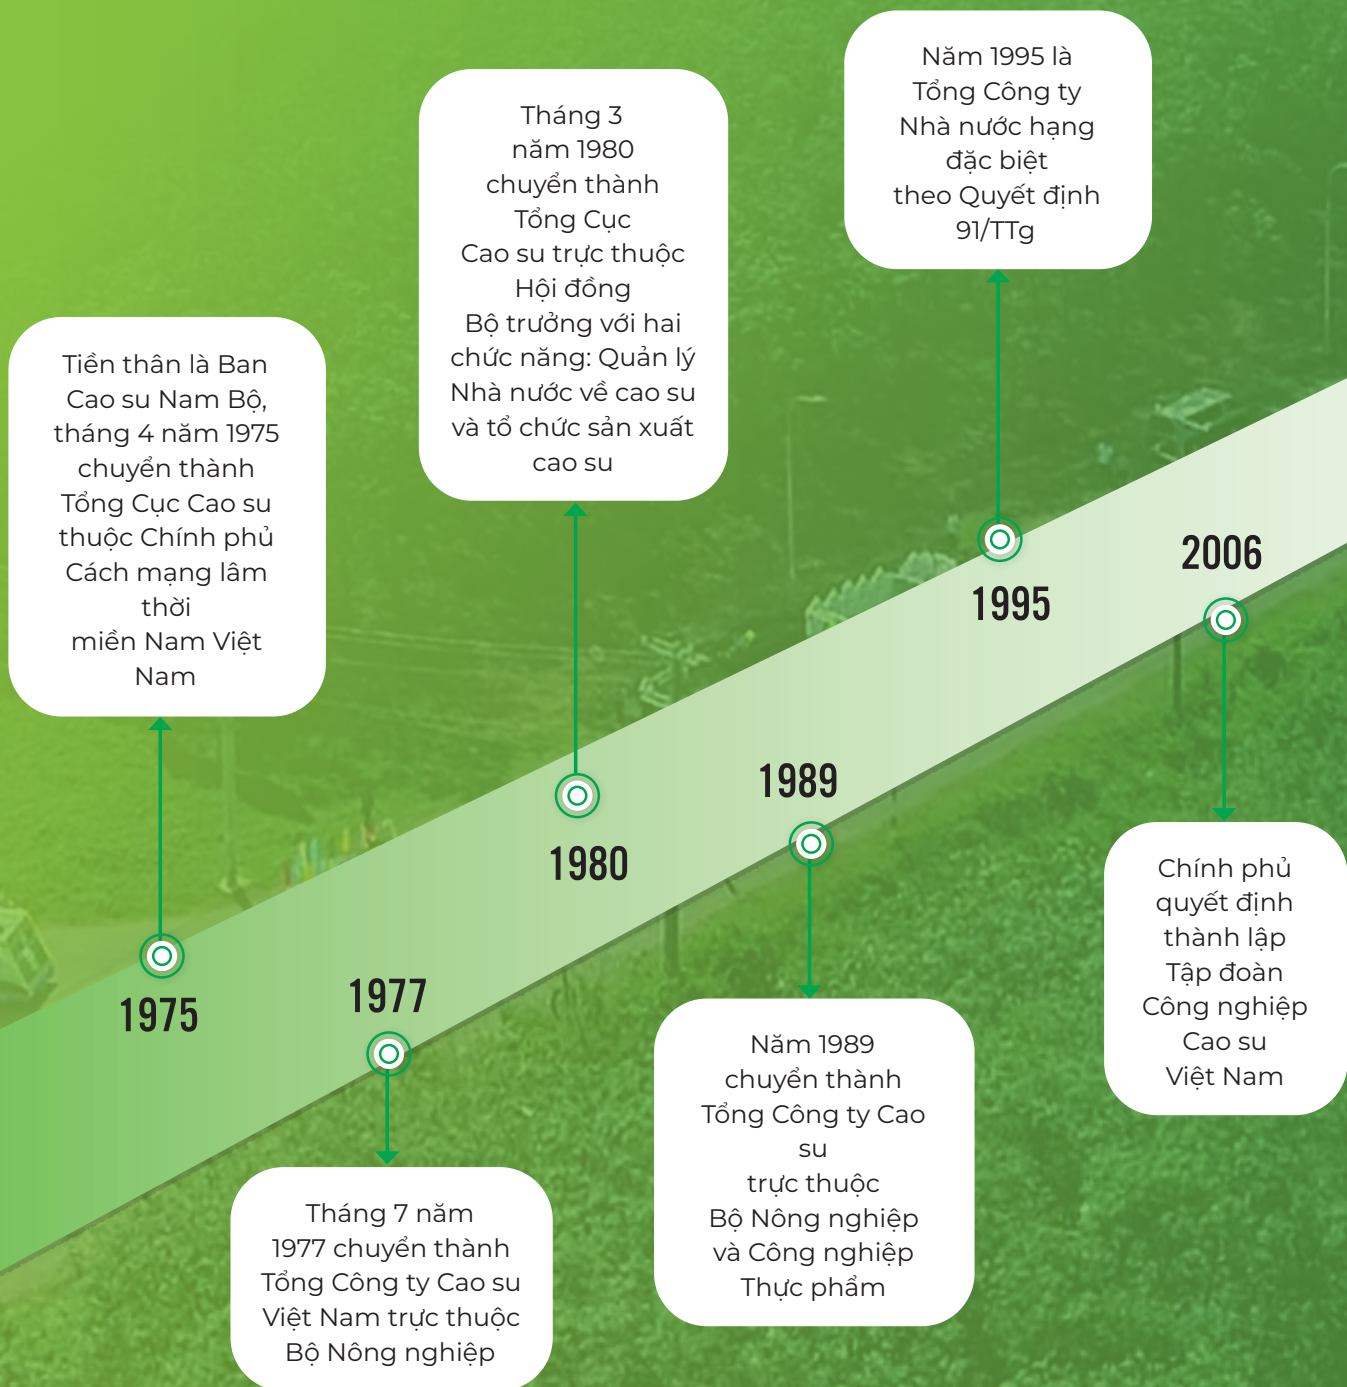 Tiền thân là Ban
Cao su Nam Bộ,
tháng 4 năm 1975
chuyển thành
Tổng Cục Cao su
thuộc Chính phủ
Cách mạng lâm
thời
miền Nam Việt
Nam
1975
1977
Tháng 7 năm
1977 chuyển thành
Tổng Công ty Cao su
Việt Nam trực thuộc
Bộ Nông nghiệp
Tháng 3
năm 1980
chuyển thành
Tổng Cục
Cao su trực thuộc
Hội đồng
Bộ trưởng với hai
chức năng: Quản lý
Nhà nước về cao su
và tổ chức sản xuất
cao su
1980
1989
Năm 1989
chuyển thành
Tổng Công ty Cao
su
trực thuộc
Bộ Nông nghiệp
và Công nghiệp
Thực phẩm
Năm 1995 là
Tổng Công ty
Nhà nước hạng
đặc biệt
theo Quyết định
91/TTg
1995
2006
Chính phủ
quyết định
thành lập
Tập đoàn
Công nghiệp
Cao su
Việt Nam